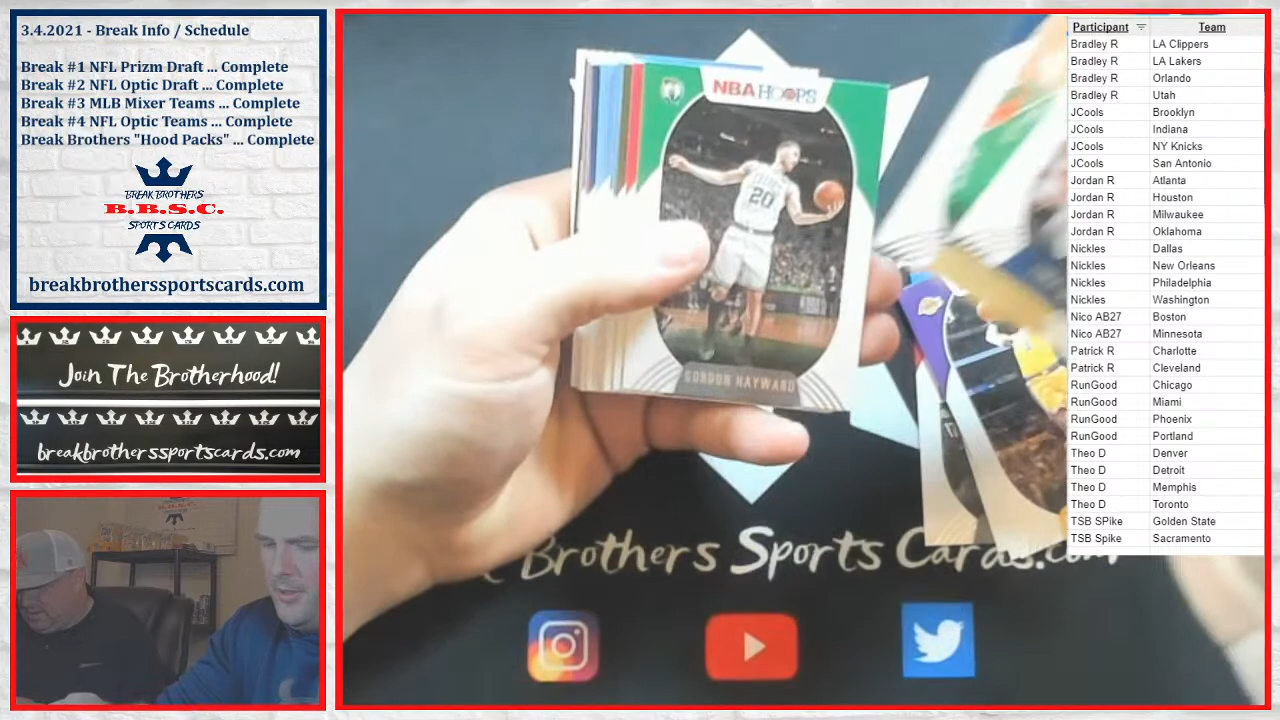 3.4.2021 - Break Info / Schedule
Break #1 NFL Prizm Draft ... Complete
Break #2 NFL Optic Draft ... Complete
Break #3 MLB Mixer Teams ... Complete
Break #4 NFL Optic Teams ... Complete
Break Brothers "Hood Packs" ... Complete
BREAK BROTHERS
B.B.S.C.
SPORTS CARDS
breakbrotherssportscards.com
Join The Brotherhood!
breakbrotherssportscards.com
NBA HOOPS
20
GORDON HAYWARD
Brothers Sports Cards.com
Participant Team
Bradley R LA Clippers
Bradley R LA Lakers
Bradley R Orlando
Bradley R Utah
JCools Brooklyn
JCools Indiana
JCools NY Knicks
JCools San Antonio
Jordan R Atlanta
Jordan R Houston
Jordan R Milwaukee
Jordan R Oklahoma
Nickles Dallas
Nickles New Orleans
Nickles Philadelphia
Nickles Washington
Nico AB27 Boston
Nico AB27 Minnesota
Patrick R Charlotte
Patrick R Cleveland
RunGood Chicago
RunGood Miami
RunGood Phoenix
RunGood Portland
Theo D Denver
Theo D Detroit
Theo D Memphis
Theo D Toronto
TSB SPike Golden State
TSB Spike Sacramento